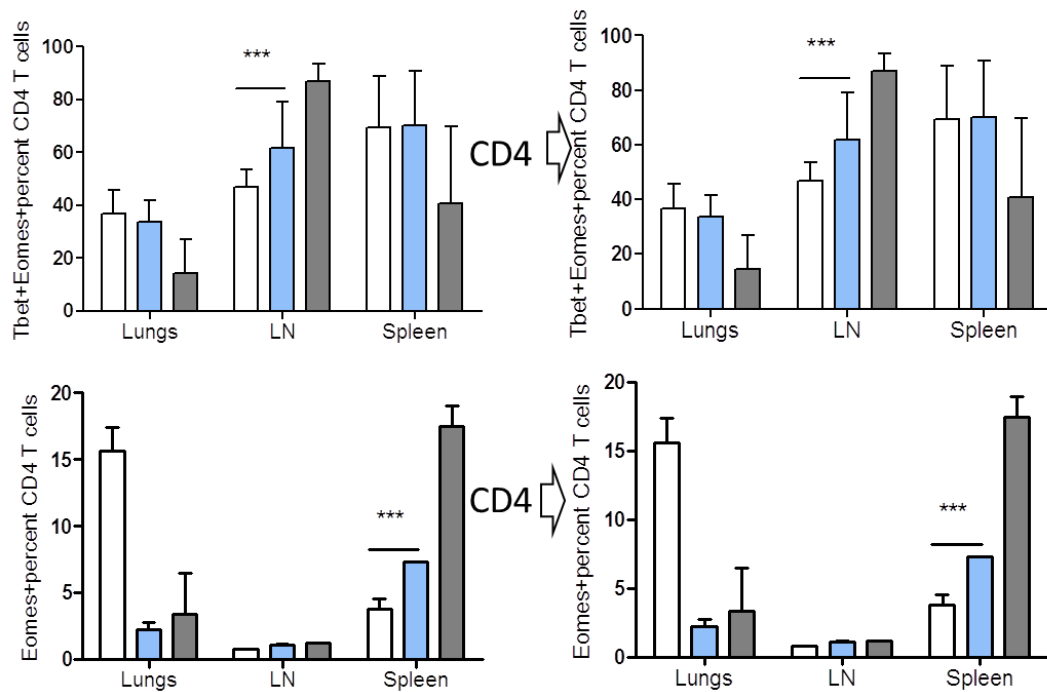 Tbet+Eomes+percent CD4 T cells
100
80
60
40
20
0
***
Lungs
LN
Spleen
CD4
Tbet+Eomes+percent CD4 T cells
100
80
60
40
20
0
***
Lungs
LN
Spleen
Eomes+percent CD4 T cells
20
15
10
5
0
***
Lungs
LN
Spleen
CD4
Eomes+percent CD4 T cells
20
15
10
5
0
***
Lungs
LN
Spleen